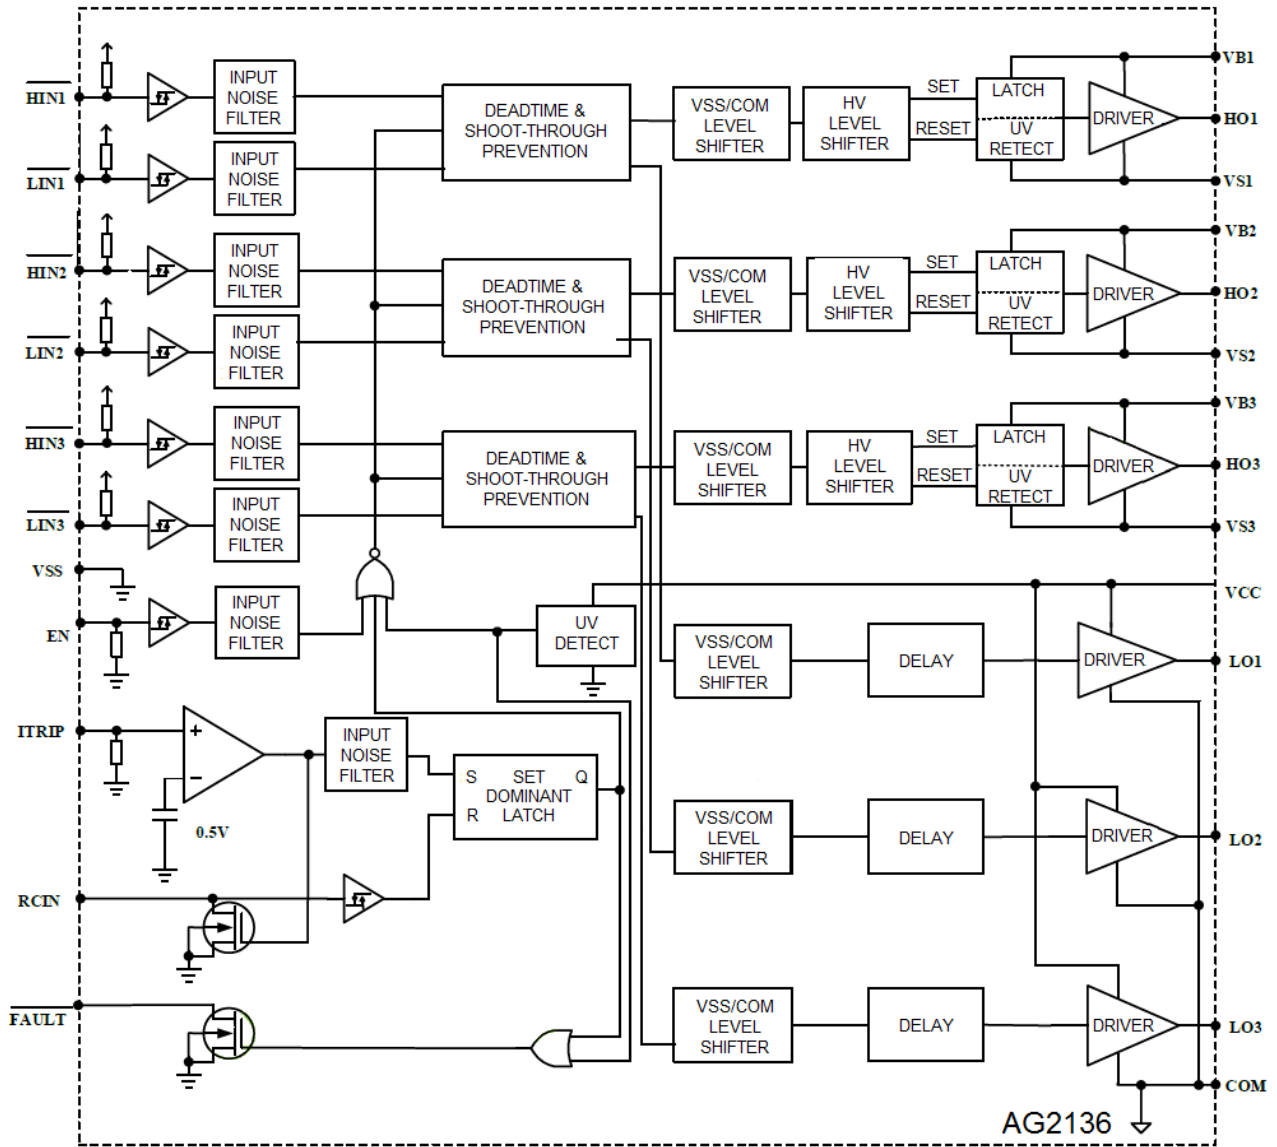 HIN1
INPUT
NOISE
FILTER
DEADTIME &
SHOOT-THROUGH
PREVENTION
VSS/COM
LEVEL
SHIFTER
HV
LEVEL
SHIFTER
SET
RESET
LATCH
UV
RETECT
DRIVER
VB1
HO1
VS1
LIN1
INPUT
NOISE
FILTER
HIN2
INPUT
NOISE
FILTER
DEADTIME &
SHOOT-THROUGH
PREVENTION
VSS/COM
LEVEL
SHIFTER
HV
LEVEL
SHIFTER
SET
RESET
LATCH
UV
RETECT
DRIVER
VB2
HO2
VS2
LIN2
INPUT
NOISE
FILTER
HIN3
INPUT
NOISE
FILTER
DEADTIME &
SHOOT-THROUGH
PREVENTION
VSS/COM
LEVEL
SHIFTER
HV
LEVEL
SHIFTER
SET
RESET
LATCH
UV
RETECT
DRIVER
VB3
HO3
VS3
LIN3
INPUT
NOISE
FILTER
VSS
EN
INPUT
NOISE
FILTER
UV
DETECT
VCC
VSS/COM
LEVEL
SHIFTER
DELAY
DRIVER
LO1
ITRIP
+
−
0.5V
INPUT
NOISE
FILTER
S SET Q
DOMINANT
R LATCH
VSS/COM
LEVEL
SHIFTER
DELAY
DRIVER
LO2
RCIN
FAULT
VSS/COM
LEVEL
SHIFTER
DELAY
DRIVER
LO3
COM
AG2136